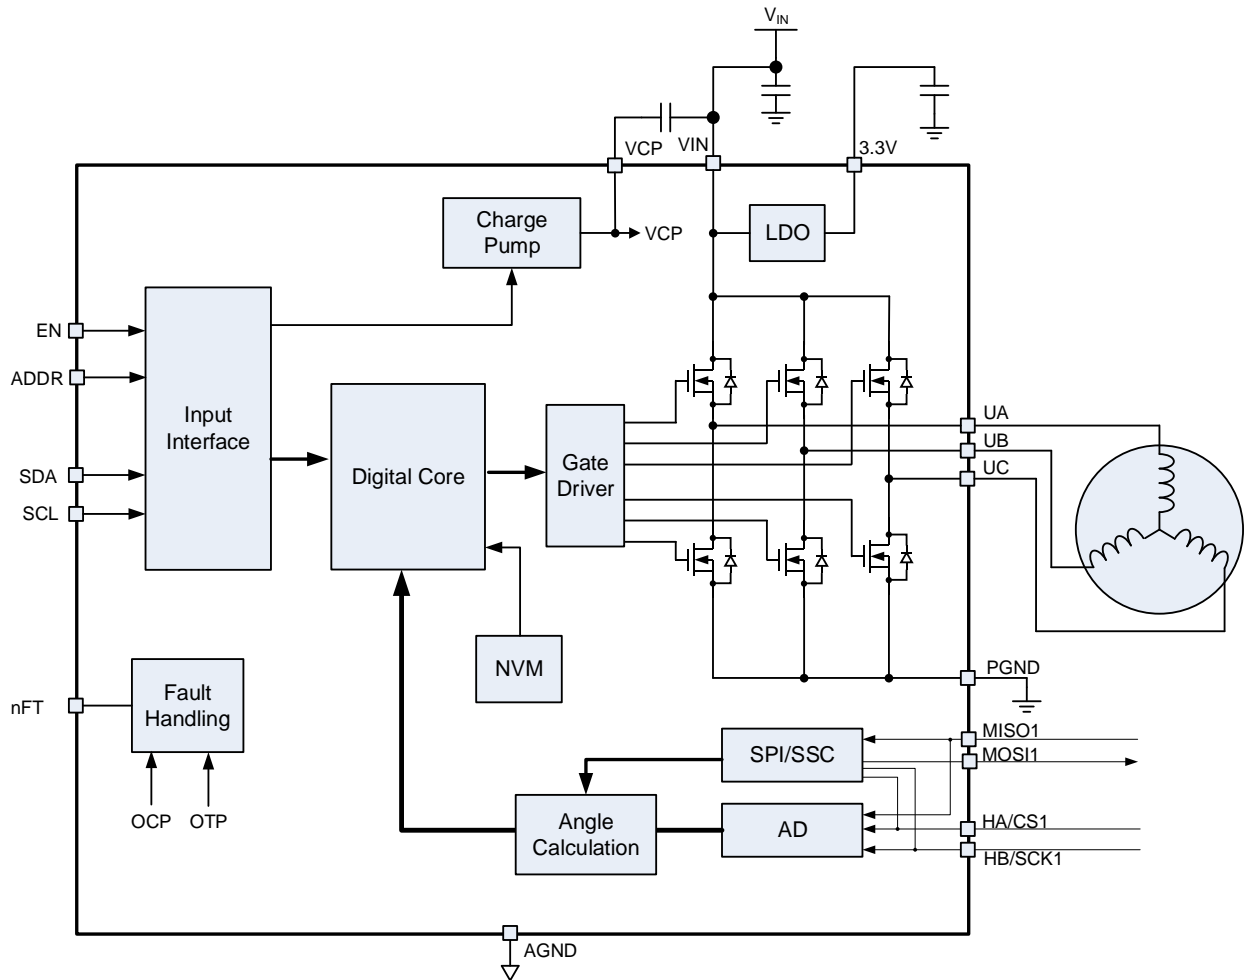 VIN
VCP
VIN
3.3V
Charge
Pump
VCP
LDO
EN
ADDR
SDA
SCL
Input
Interface
Digital Core
Gate
Driver
UA
UB
UC
NVM
PGND
nFT
Fault
Handling
OCP
OTP
SPI/SSC
MISO1
MOSI1
Angle
Calculation
AD
HA/CS1
HB/SCK1
AGND